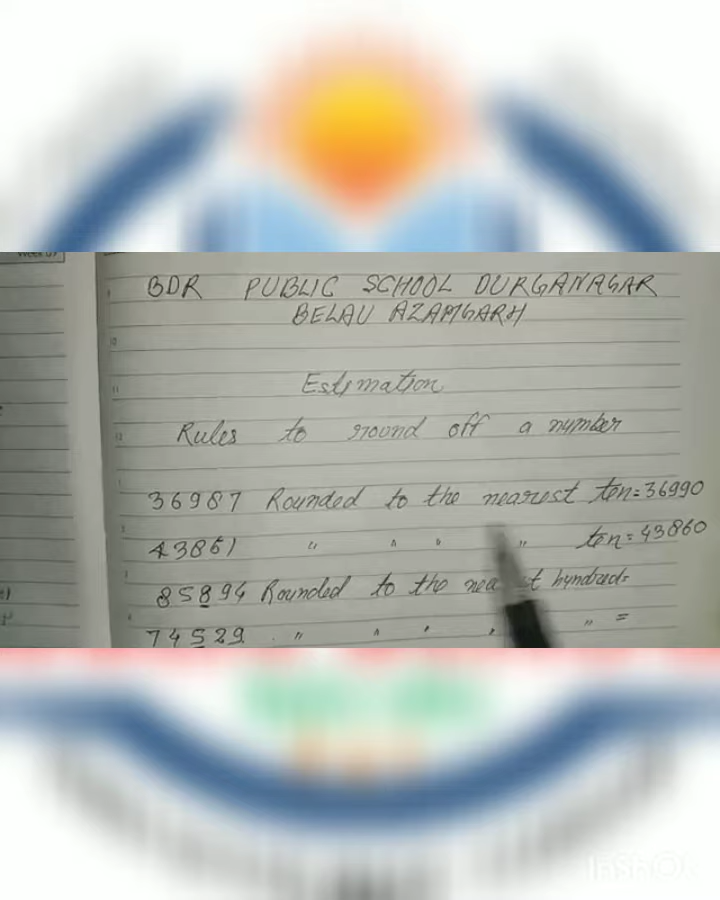 BDR PUBLIC SCHOOL DURGANAGAR
BELAU AZAMGARH
Estimation
Rules to round off a number
36987 Rounded to the nearest ten=36990
43861 " " " " ten=43860
85894 Rounded to the hundred=
74529 " " " " " =
InShOt